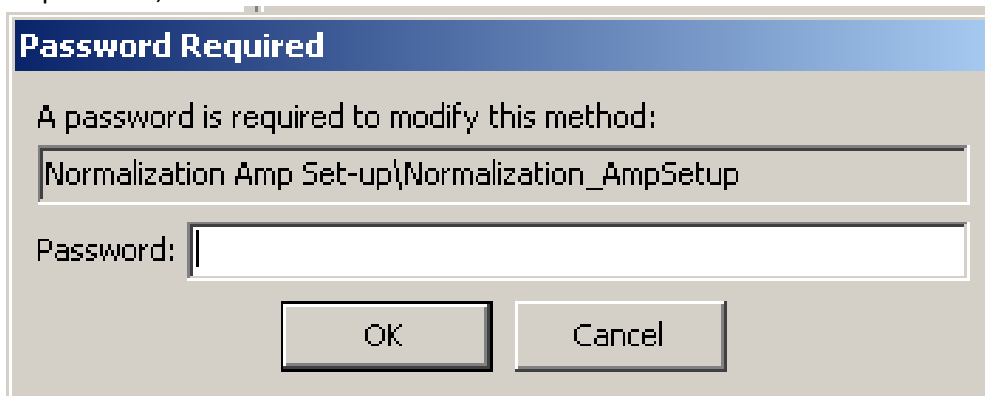 Password Required
A password is required to modify this method:
Normalization Amp Set-up\Normalization_AmpSetup
Password:
OK Cancel